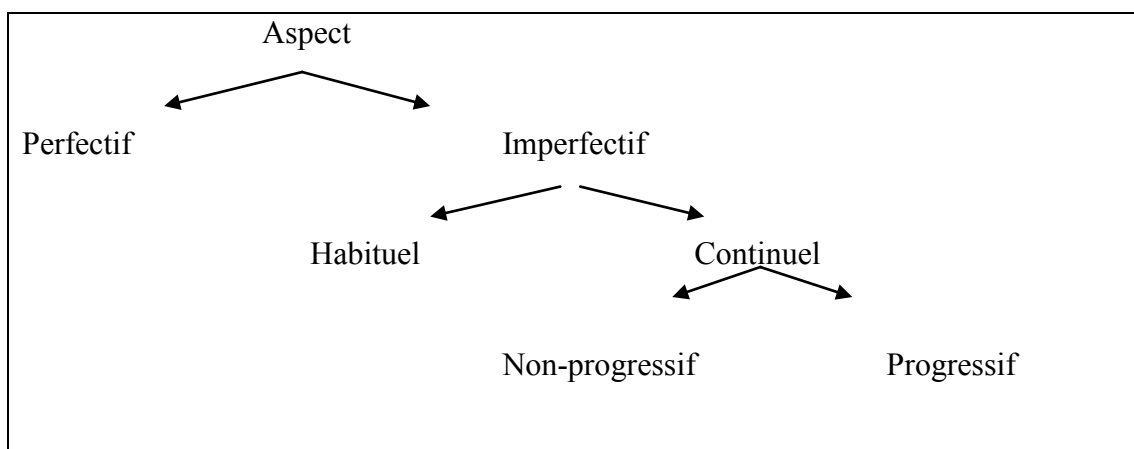 Aspect
Perfectif Imperfectif
Habituel Continuel
Non-progressif Progressif